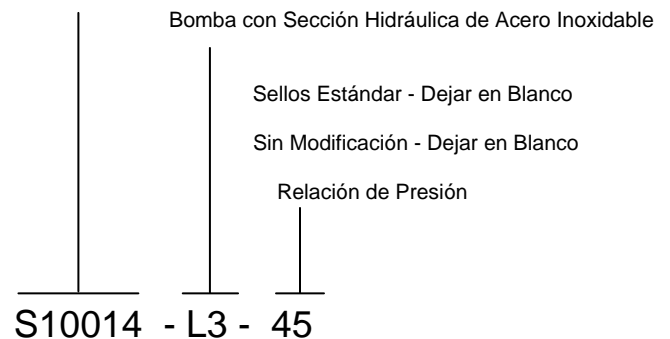 Bomba con Sección Hidráulica de Acero Inoxidable
Sellos Estándar - Dejar en Blanco
Sin Modificación - Dejar en Blanco
Relación de Presión
S10014 - L3 - 45